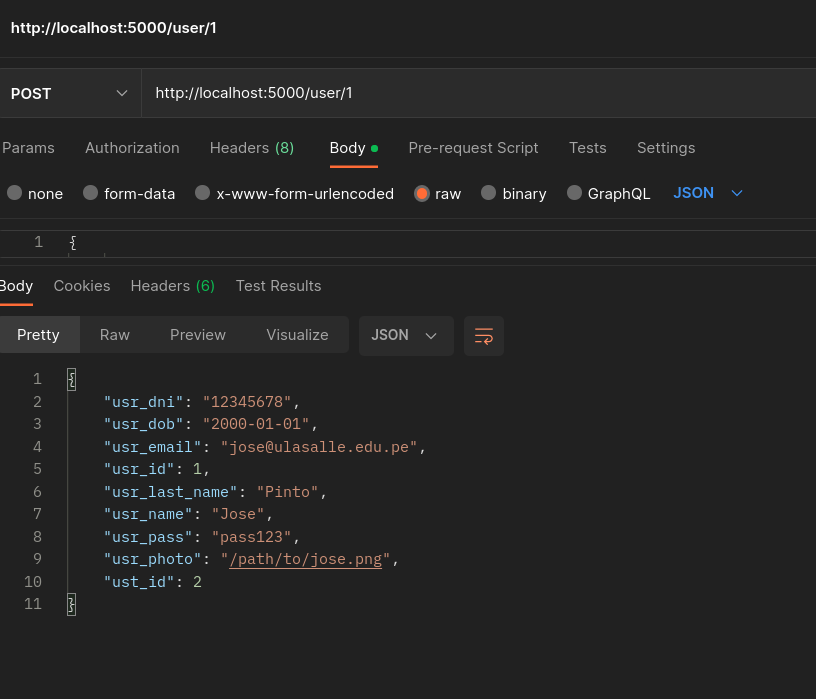 http://localhost:5000/user/1
POST http://localhost:5000/user/1
Params Authorization Headers (8) Body Pre-request Script Tests Settings
none form-data x-www-form-urlencoded raw binary GraphQL JSON
1 {
Body Cookies Headers (6) Test Results
Pretty Raw Preview Visualize JSON
1 {
2 "usr_dni": "12345678",
3 "usr_dob": "2000-01-01",
4 "usr_email": "jose@ulasalle.edu.pe",
5 "usr_id": 1,
6 "usr_last_name": "Pinto",
7 "usr_name": "Jose",
8 "usr_pass": "pass123",
9 "usr_photo": "/path/to/jose.png",
10 "ust_id": 2
11 }